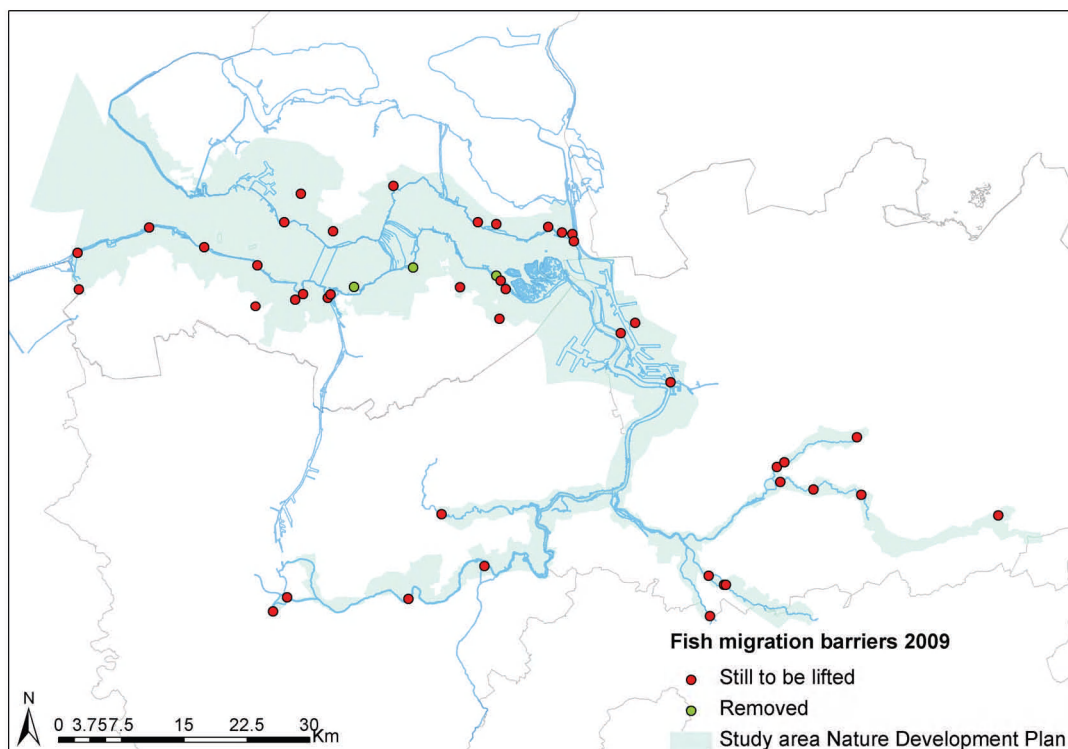 Fish migration barriers 2009
Still to be lifted
Removed
Study area Nature Development Plan
N
0 3.757.5 15 22.5 30
Km